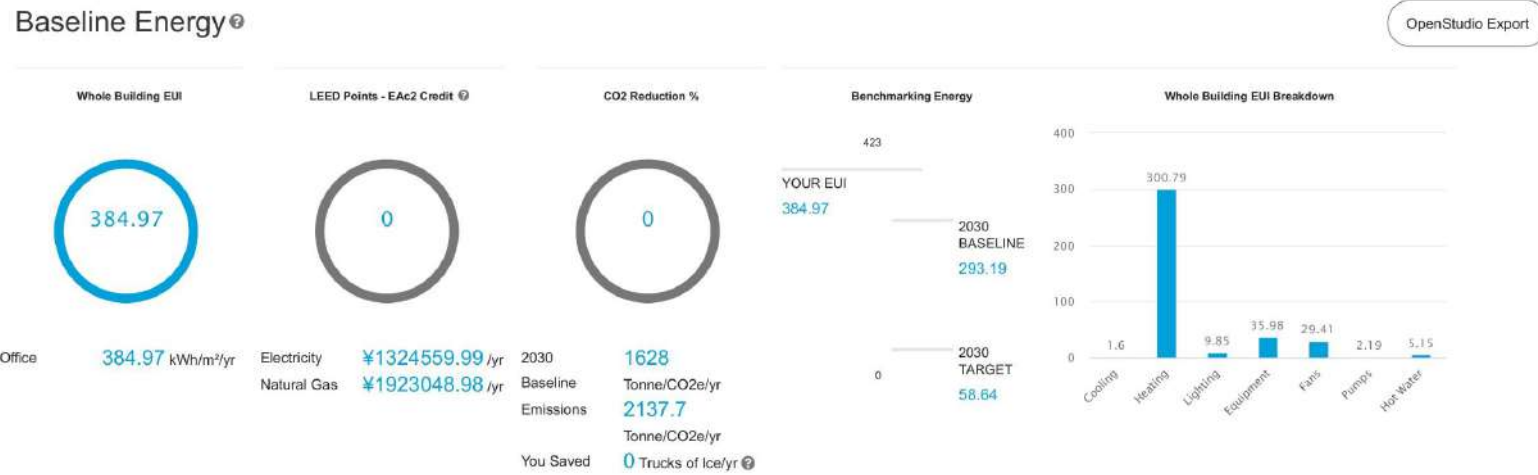 Baseline Energy
OpenStudio Export
Whole Building EUI
384.97
Office 384.97 kWh/m²/yr
LEED Points - EAc2 Credit
0
Electricity ¥1324559.99 /yr
Natural Gas ¥1923048.98 /yr
CO2 Reduction %
0
2030 1628
Baseline Tonne/CO2e/yr
Emissions 2137.7
Tonne/CO2e/yr
You Saved 0 Trucks of Ice/yr
Benchmarking Energy
423
YOUR EUI
384.97
2030
BASELINE
293.19
2030
TARGET
58.64
0
Whole Building EUI Breakdown
400
300
200
100
0
1.6
300.79
9.85
35.98
29.41
2.19
5.15
Cooling
Heating
Lighting
Equipment
Fans
Pumps
Hot Water